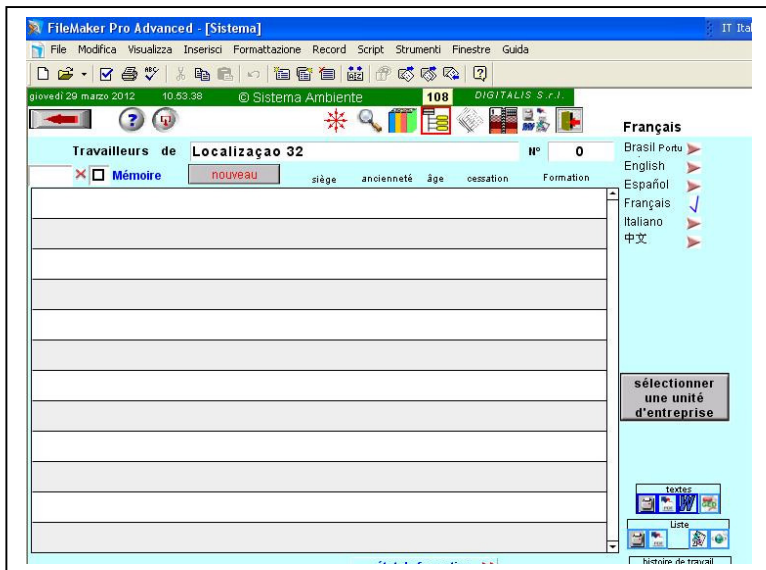 FileMaker Pro Advanced - [Sistema]
IT Ital
File Modifica Visualizza Inserisci Formattazione Record Script Strumenti Finestre Guida
giovedì 29 marzo 2012 10.53.38 © Sistema Ambiente 108 DIGITALIS S.r.l.
Français
Travailleurs de Localizaçao 32 N° 0
Brasil Portu
Mémoire nouveau siège ancienneté âge cessation Formation
English
Español
Français
Italiano
中文
sélectionner
une unité
d'entreprise
textes
Liste
histoire de travail